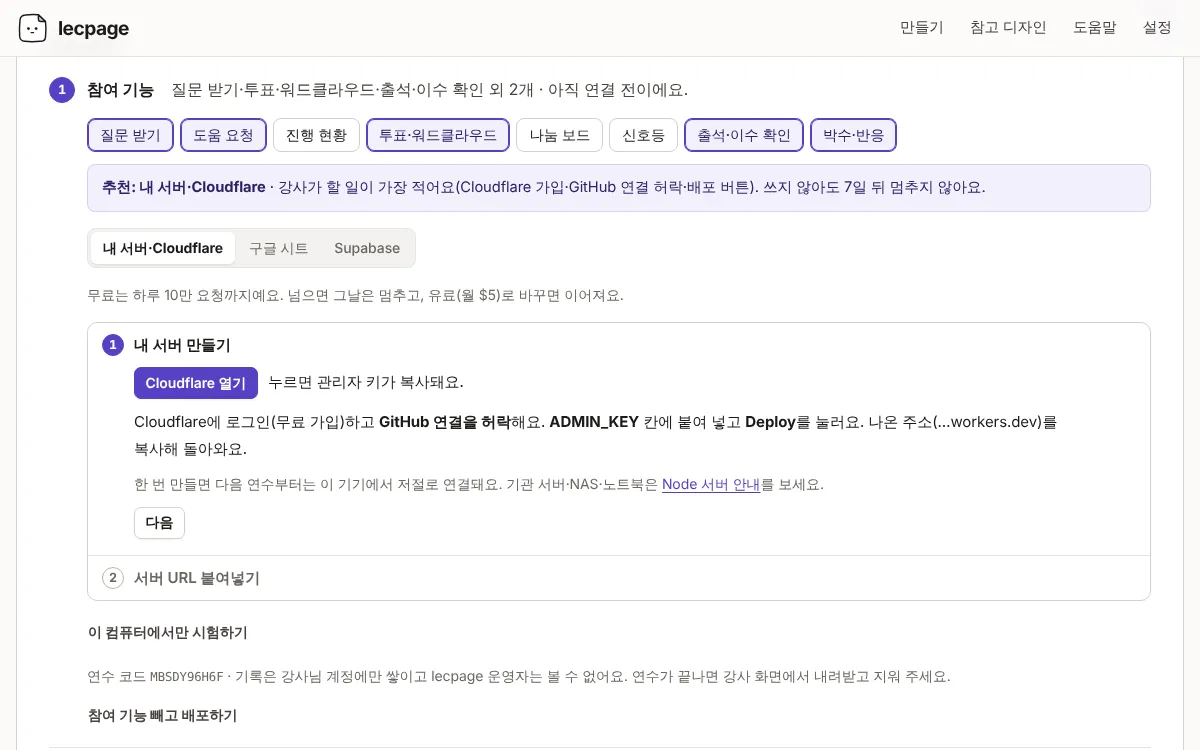 lecpage
만들기 참고 디자인 도움말 설정
1 참여 기능 질문 받기·투표·워드클라우드·출석·이수 확인 외 2개 · 아직 연결 전이에요.
질문 받기 도움 요청 진행 현황 투표·워드클라우드 나눔 보드 신호등 출석·이수 확인 박수·반응
추천: 내 서버·Cloudflare · 강사가 할 일이 가장 적어요(Cloudflare 가입·GitHub 연결 허락·배포 버튼). 쓰지 않아도 7일 뒤 멈추지 않아요.
내 서버·Cloudflare 구글 시트 Supabase
무료는 하루 10만 요청까지예요. 넘으면 그날은 멈추고, 유료(월 $5)로 바꾸면 이어져요.
1 내 서버 만들기
Cloudflare 열기 누르면 관리자 키가 복사돼요.
Cloudflare에 로그인(무료 가입)하고 GitHub 연결을 허락해요. ADMIN_KEY 칸에 붙여 넣고 Deploy를 눌러요. 나온 주소(...workers.dev)를
복사해 돌아와요.
한 번 만들면 다음 연수부터는 이 기기에서 저절로 연결돼요. 기관 서버·NAS·노트북은 Node 서버 안내를 보세요.
다음
2 서버 URL 붙여넣기
이 컴퓨터에서만 시험하기
연수 코드 MBSDY96H6F · 기록은 강사님 계정에만 쌓이고 lecpage 운영자는 볼 수 없어요. 연수가 끝나면 강사 화면에서 내려받고 지워 주세요.
참여 기능 빼고 배포하기